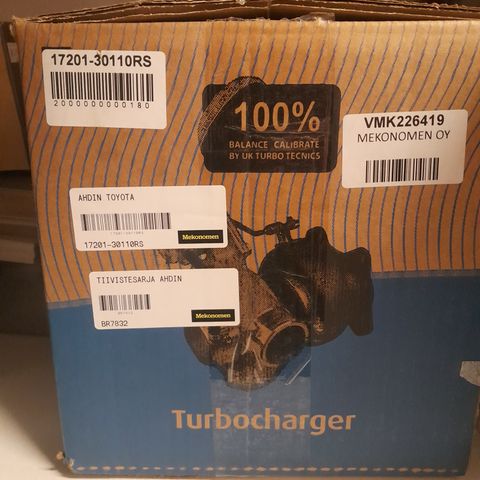 17201-30110RS
2000000000180
100%
BALANCE CALIBRATE
BY UK TURBO TECNICS
VMK226419
MEKONOMEN OY
AHDIN TOYOTA
17201-30110RS
Mekonomen
TIIVISTESARJA AHDIN
BR7832
Mekonomen
Turbocharger